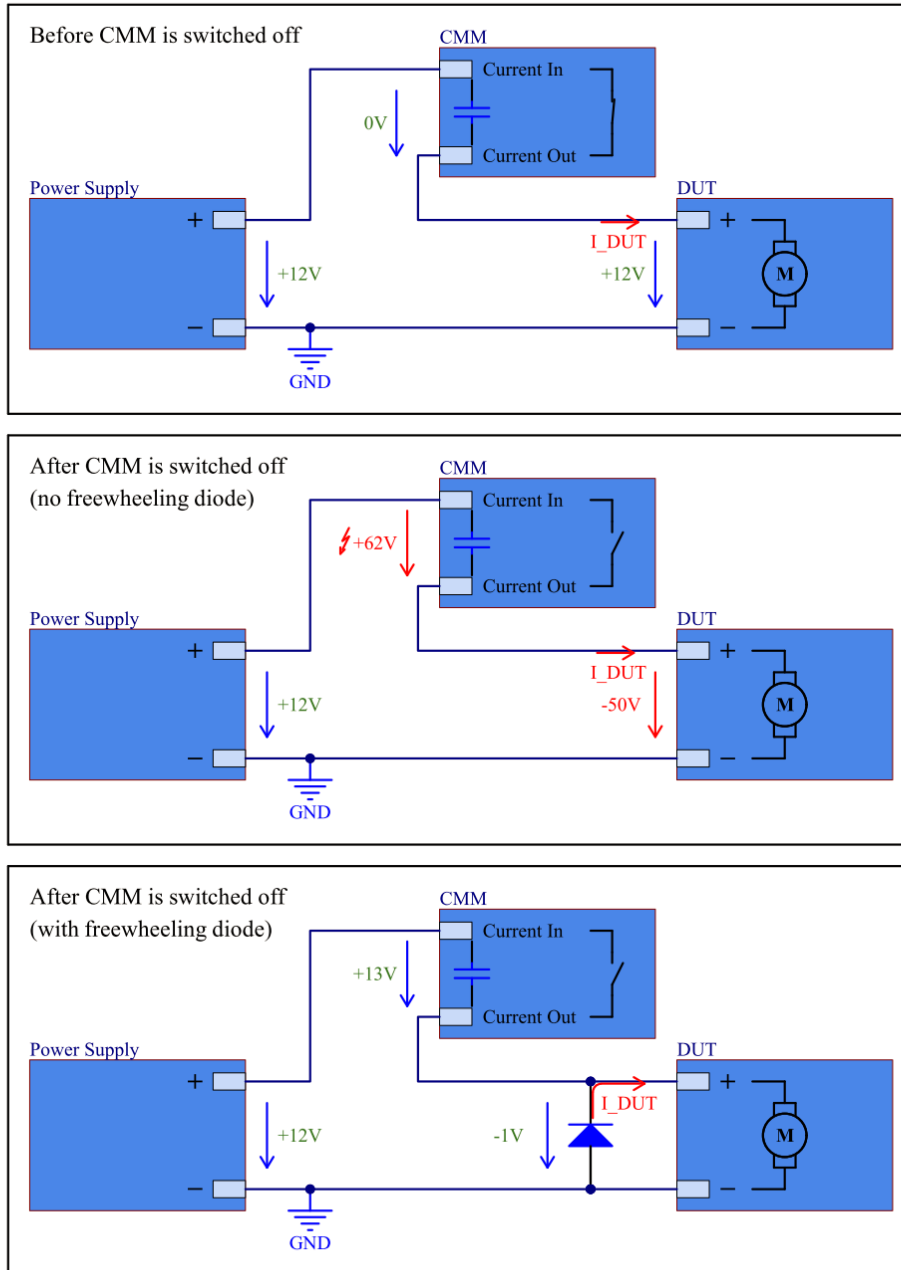 Before CMM is switched off
CMM
Current In
0V
Current Out
Power Supply
DUT
+
+
I_DUT
+12V
+12V
M
−
−
GND
After CMM is switched off
(no freewheeling diode)
CMM
Current In
+62V
Current Out
Power Supply
DUT
+
+
I_DUT
+12V
-50V
M
−
−
GND
After CMM is switched off
(with freewheeling diode)
CMM
Current In
+13V
Current Out
Power Supply
DUT
+
+
I_DUT
+12V
-1V
M
−
−
GND